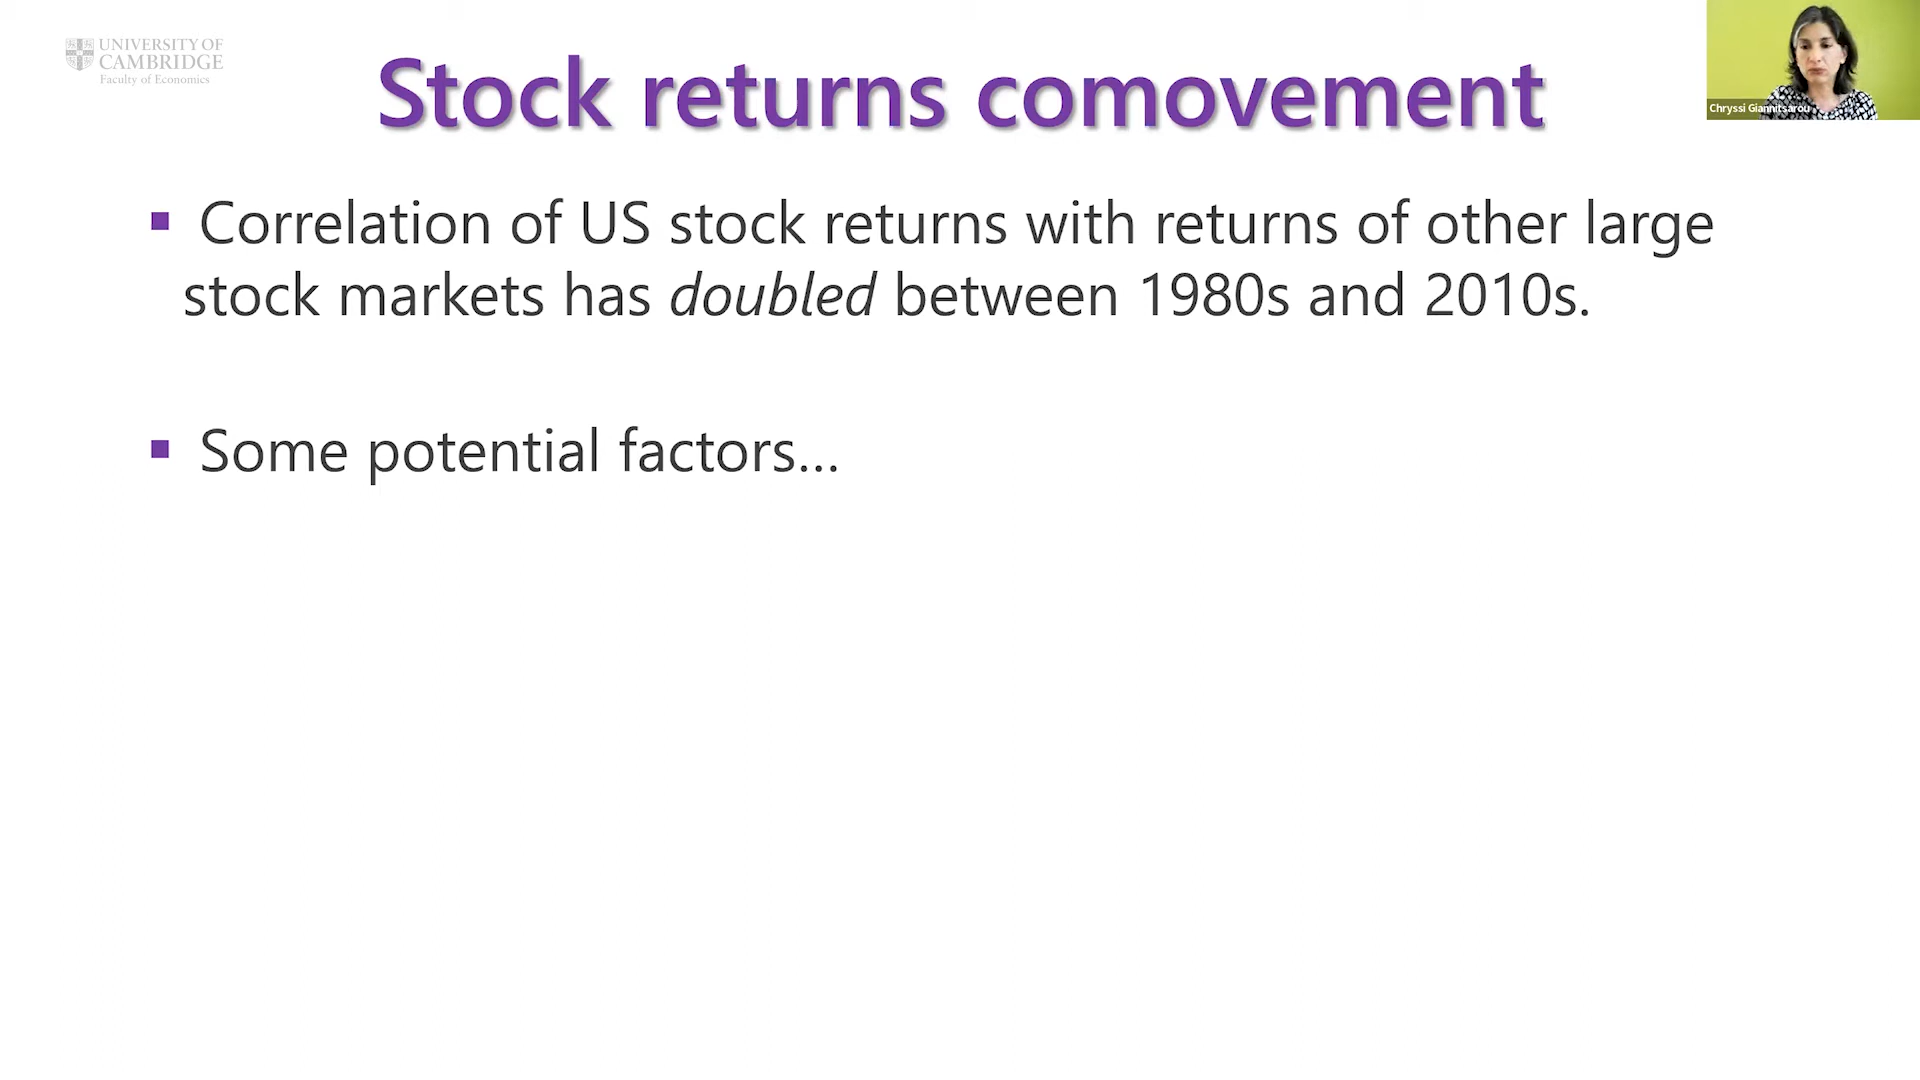 UNIVERSITY OF
CAMBRIDGE
Faculty of Economics
Stock returns comovement
Chryssi Giannitsarou
▪ Correlation of US stock returns with returns of other large
stock markets has doubled between 1980s and 2010s.
▪ Some potential factors...